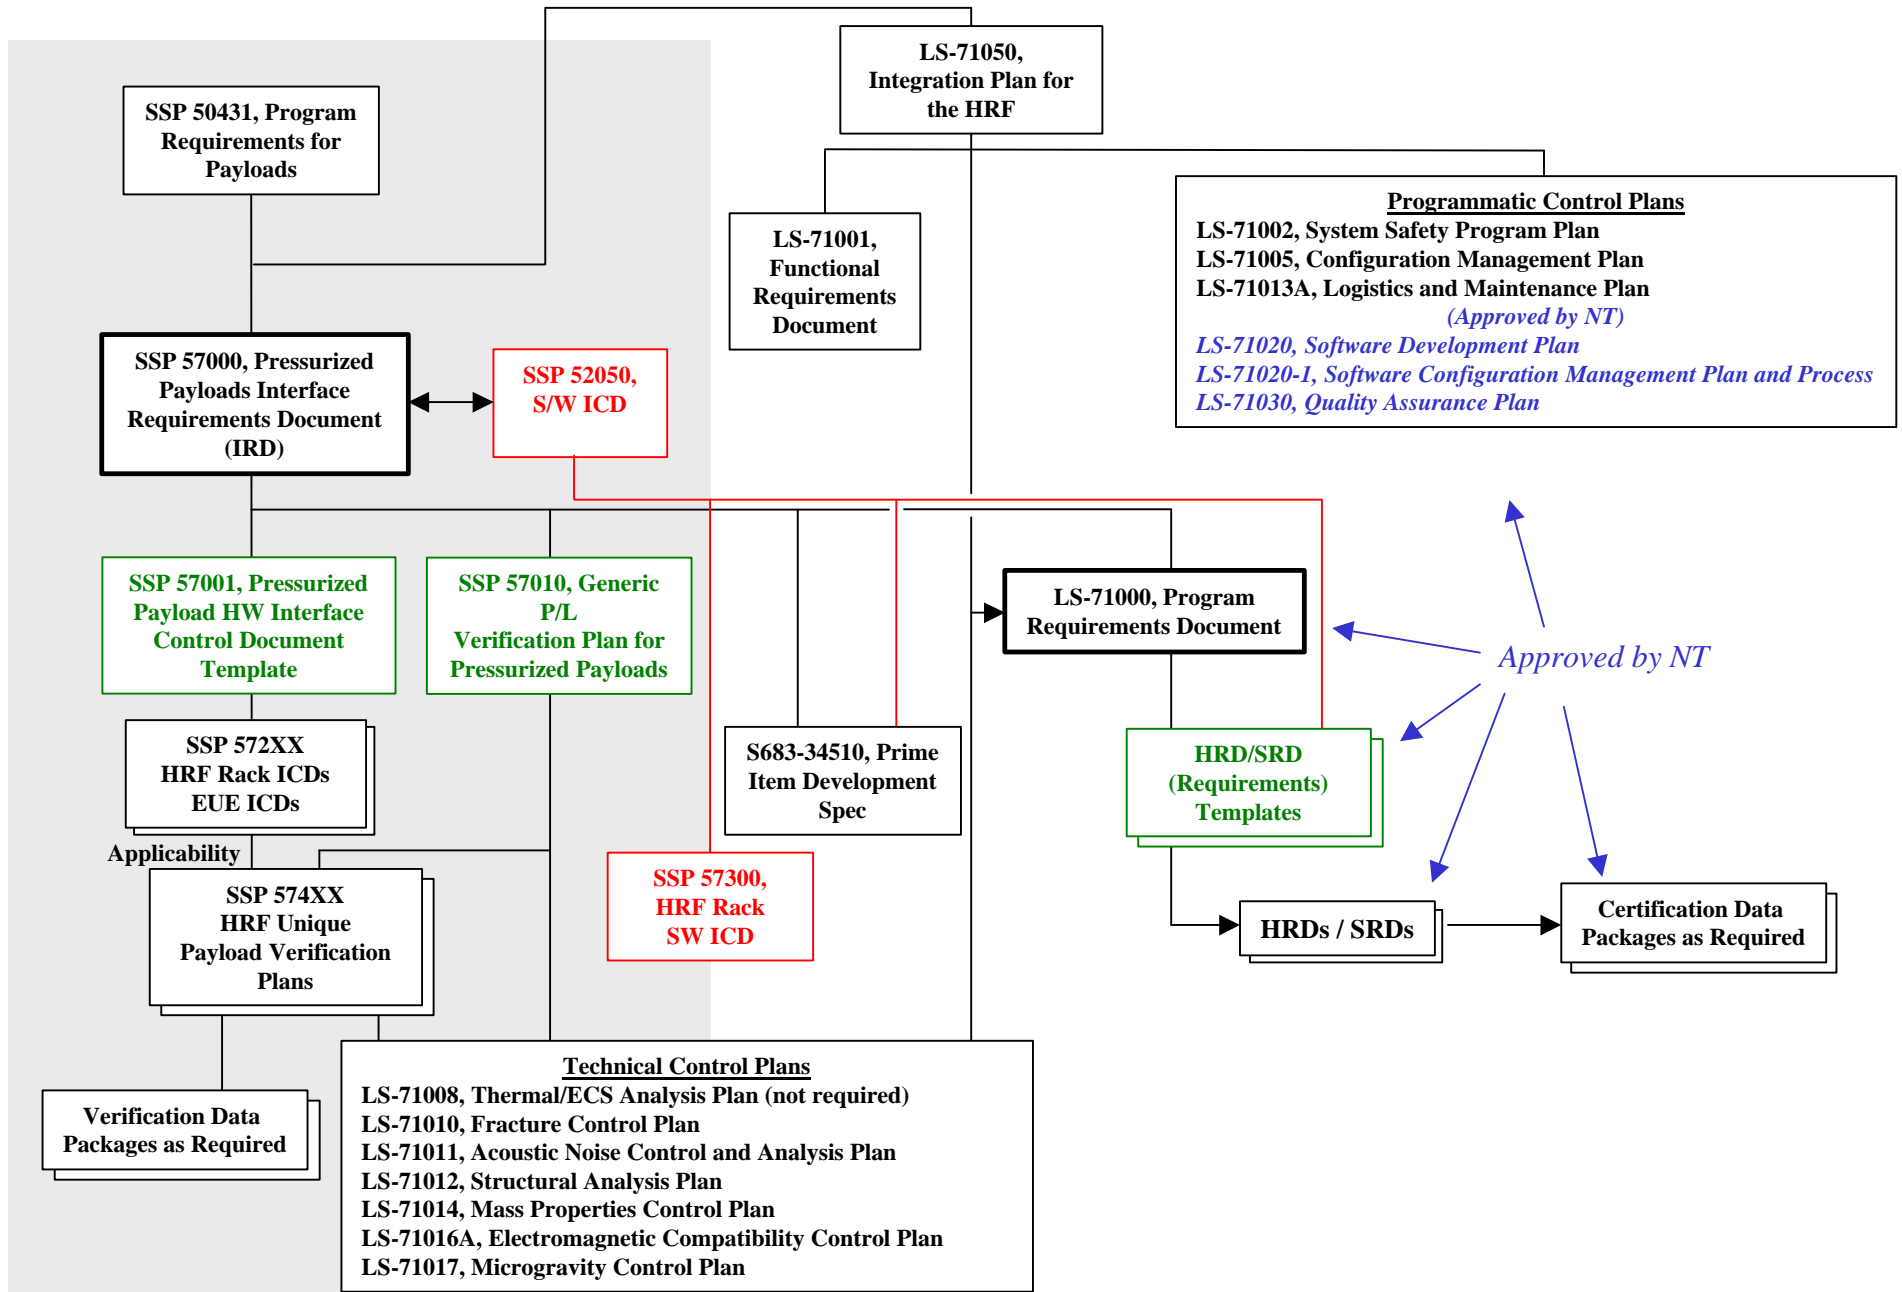 LS-71050,
Integration Plan for
the HRF
SSP 50431, Program
Requirements for
Payloads
Programmatic Control Plans
LS-71002, System Safety Program Plan
LS-71005, Configuration Management Plan
LS-71013A, Logistics and Maintenance Plan
(Approved by NT)
LS-71020, Software Development Plan
LS-71020-1, Software Configuration Management Plan and Process
LS-71030, Quality Assurance Plan
LS-71001,
Functional
Requirements
Document
SSP 57000, Pressurized
Payloads Interface
Requirements Document
(IRD)
SSP 52050,
S/W ICD
SSP 57001, Pressurized
Payload HW Interface
Control Document
Template
SSP 57010, Generic
P/L
Verification Plan for
Pressurized Payloads
LS-71000, Program
Requirements Document
Approved by NT
SSP 572XX
HRF Rack ICDs
EUE ICDs
S683-34510, Prime
Item Development
Spec
HRD/SRD
(Requirements)
Templates
Applicability
SSP 574XX
HRF Unique
Payload Verification
Plans
SSP 57300,
HRF Rack
SW ICD
HRDs / SRDs
Certification Data
Packages as Required
Verification Data
Packages as Required
Technical Control Plans
LS-71008, Thermal/ECS Analysis Plan (not required)
LS-71010, Fracture Control Plan
LS-71011, Acoustic Noise Control and Analysis Plan
LS-71012, Structural Analysis Plan
LS-71014, Mass Properties Control Plan
LS-71016A, Electromagnetic Compatibility Control Plan
LS-71017, Microgravity Control Plan